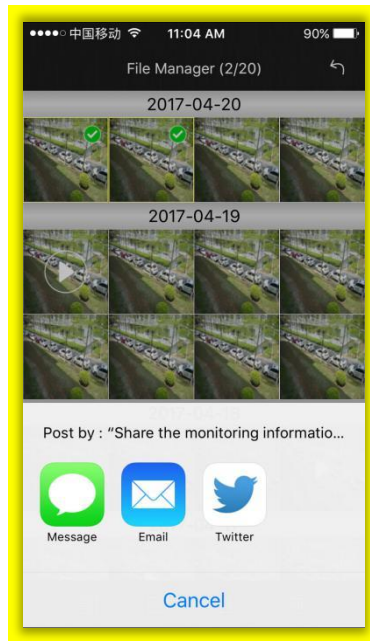 中国移动 11:04 AM 90%
File Manager (2/20)
2017-04-20
2017-04-19
Post by : “Share the monitoring informatio...
Message Email Twitter
Cancel